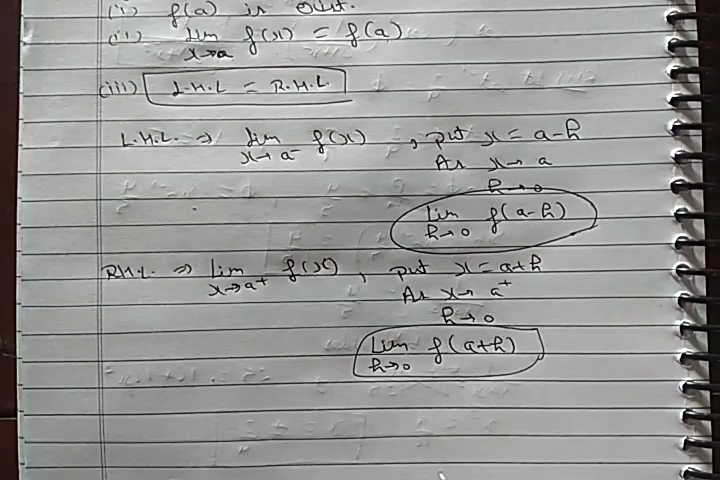 (i) f(a) is exist.
(ii) lim f(x) = f(a)
x→a
(iii) L.H.L = R.H.L.
L.H.L. ⇒ lim f(x) , put x = a-h
x→a⁻ As x→a
h→0
lim f(a-h)
h→0
R.H.L. ⇒ lim f(x) , put x = a+h
x→a⁺ As x→a⁺
h→0
lim f(a+h)
h→0